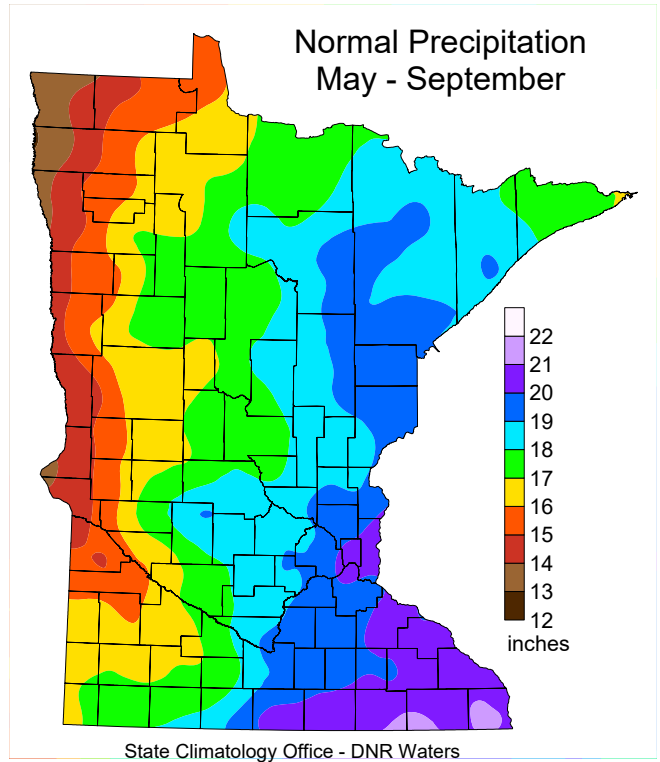 Normal Precipitation
May - September
22
21
20
19
18
17
16
15
14
13
12
inches
State Climatology Office - DNR Waters